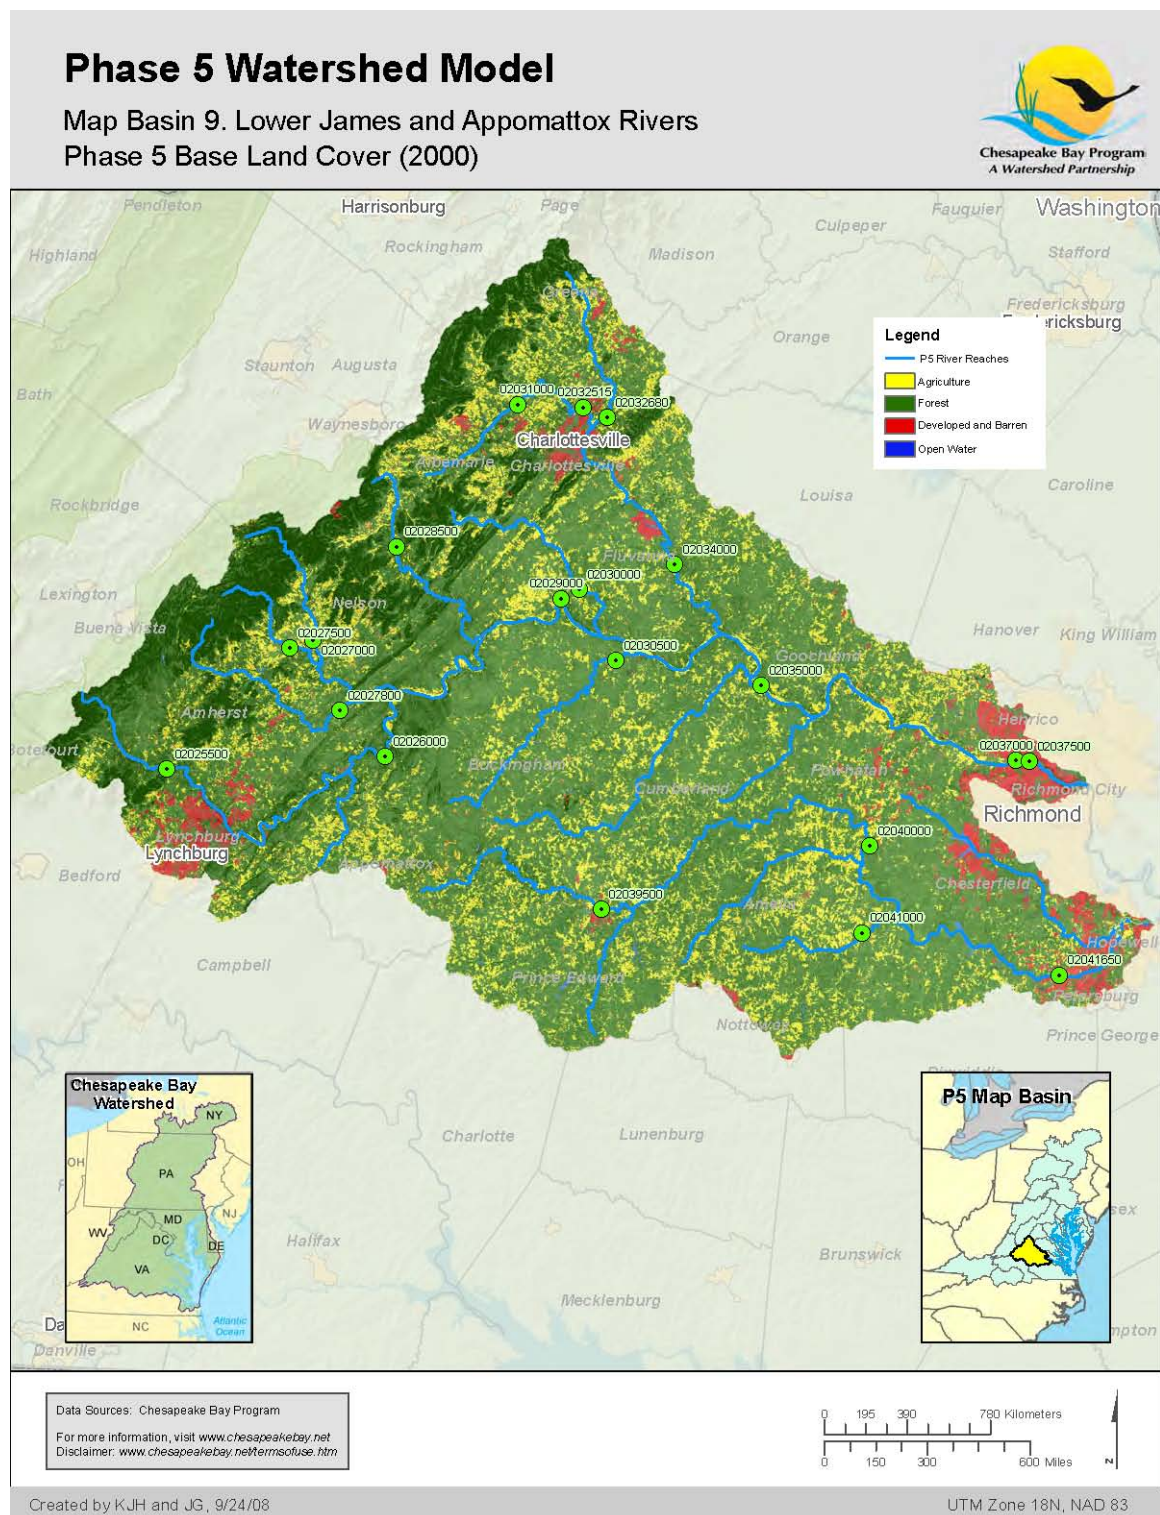 Phase 5 Watershed Model
Map Basin 9. Lower James and Appomattox Rivers
Phase 5 Base Land Cover (2000)
Chesapeake Bay Program
A Watershed Partnership
Pendleton
Harrisonburg
Page
Fauquier
Washington
Culpeper
Highland
Rockingham
Madison
Stafford
Greene
Fredericksburg
Orange
Legend
P5 River Reaches
Agriculture
Forest
Developed and Barren
Open Water
Staunton
Augusta
Bath
02031000
02032515
02032680
Waynesboro
Charlottesville
Albemarle
Charlottesville
Caroline
Louisa
Rockbridge
02028500
02034000
Fluvanna
02030000
02029000
Lexington
Nelson
Buena Vista
02027500
02027000
Hanover
King William
02030500
Goochland
02035000
02027800
Amherst
Henrico
02026000
02025500
02037000
02037500
Buckingham
Powhatan
Cumberland
Richmond City
Richmond
Lynchburg
Lynchburg
02040000
Appomattox
Bedford
Chesterfield
02039500
Amelia
02041000
Hopewell
Campbell
02041650
Prince Edward
Petersburg
Nottoway
Prince George
Chesapeake Bay
Watershed
NY
OH
PA
NJ
MD
WV
DC
DE
VA
NC
Atlantic
Ocean
P5 Map Basin
Charlotte
Lunenburg
Halifax
Brunswick
Mecklenburg
Danville
Data Sources: Chesapeake Bay Program
For more information, visit www.chesapeakebay.net
Disclaimer: www.chesapeakebay.net/termsofuse.htm
0 195 390 780 Kilometers
0 150 300 600 Miles
N
Created by KJH and JG, 9/24/08
UTM Zone 18N, NAD 83